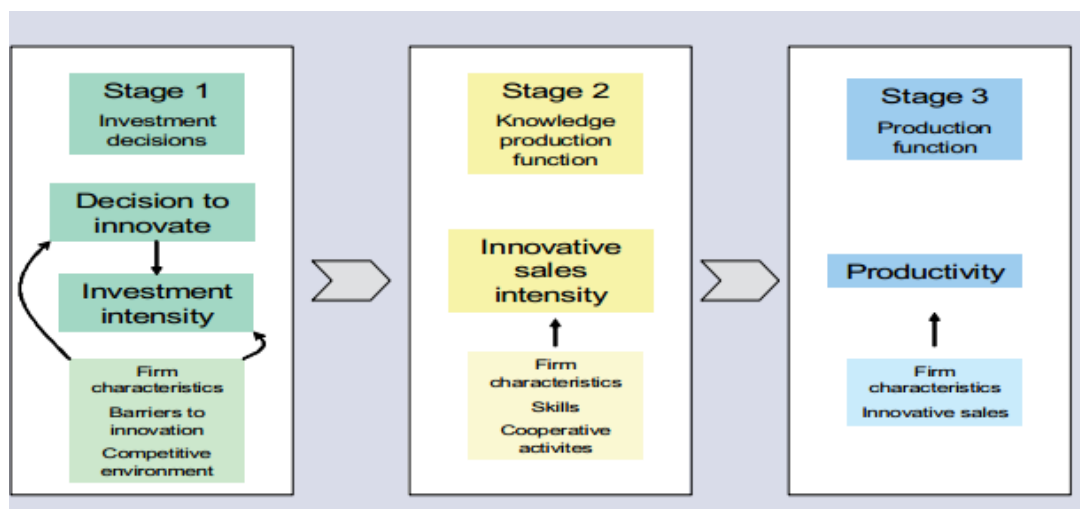 Stage 1
Investment
decisions
Decision to
innovate
Investment
intensity
Firm
characteristics
Barriers to
innovation
Competitive
environment
Stage 2
Knowledge
production
function
Innovative
sales
intensity
Firm
characteristics
Skills
Cooperative
activites
Stage 3
Production
function
Productivity
Firm
characteristics
Innovative sales